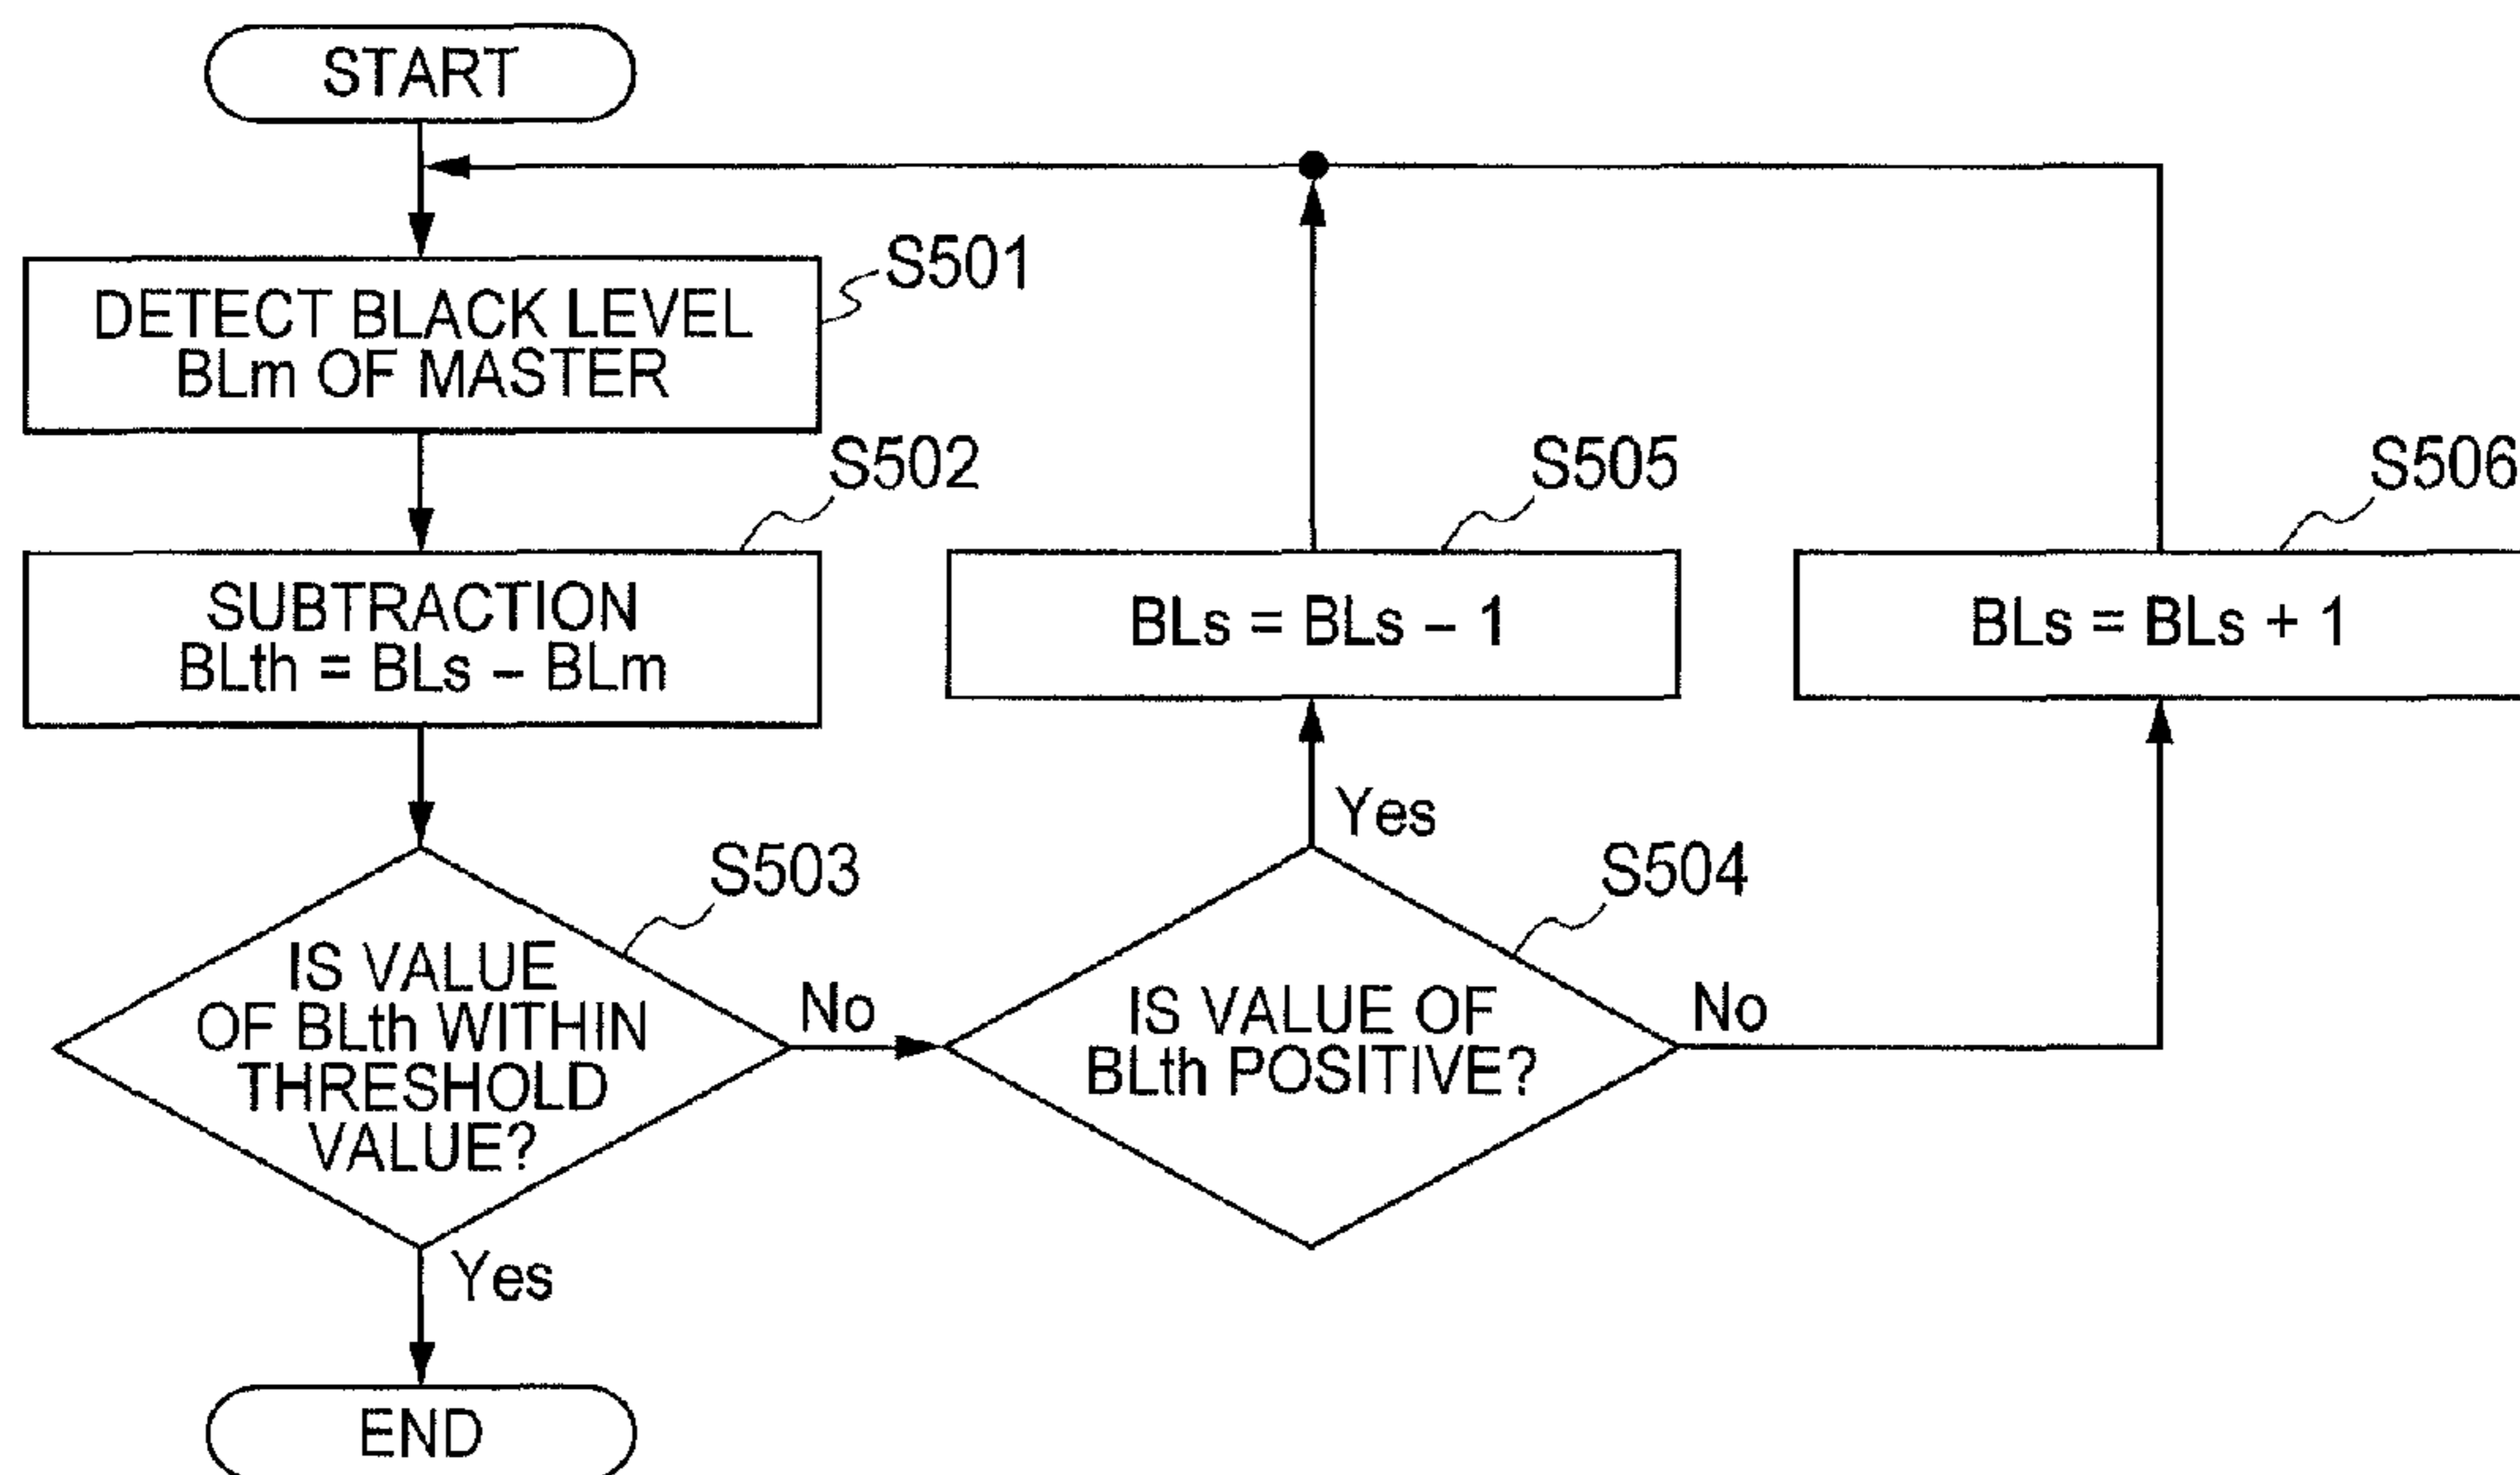 START
DETECT BLACK LEVEL
BLm OF MASTER
S501
SUBTRACTION
BLth = BLs – BLm
S502
IS VALUE
OF BLth WITHIN
THRESHOLD
VALUE?
S503
No
Yes
END
IS VALUE OF
BLth POSITIVE?
S504
Yes
No
BLs = BLs – 1
S505
BLs = BLs + 1
S506